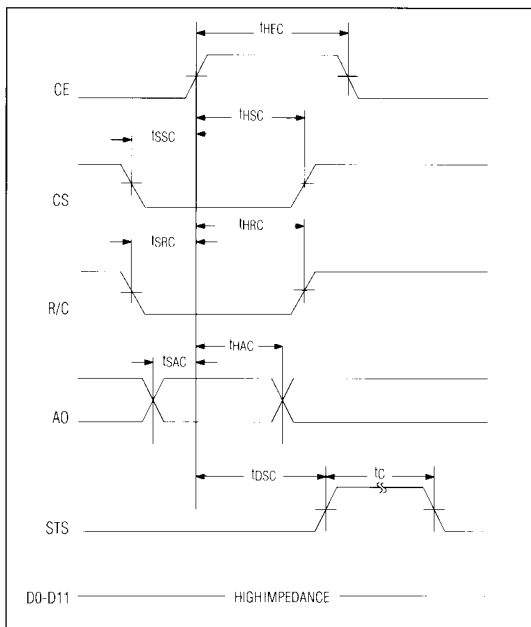 tHEC
CE
tSSC
tHSC
CS
tSRC
tHRC
R/C
tSAC
tHAC
AO
tDSC
tC
STS
D0-D11
HIGH IMPEDANCE